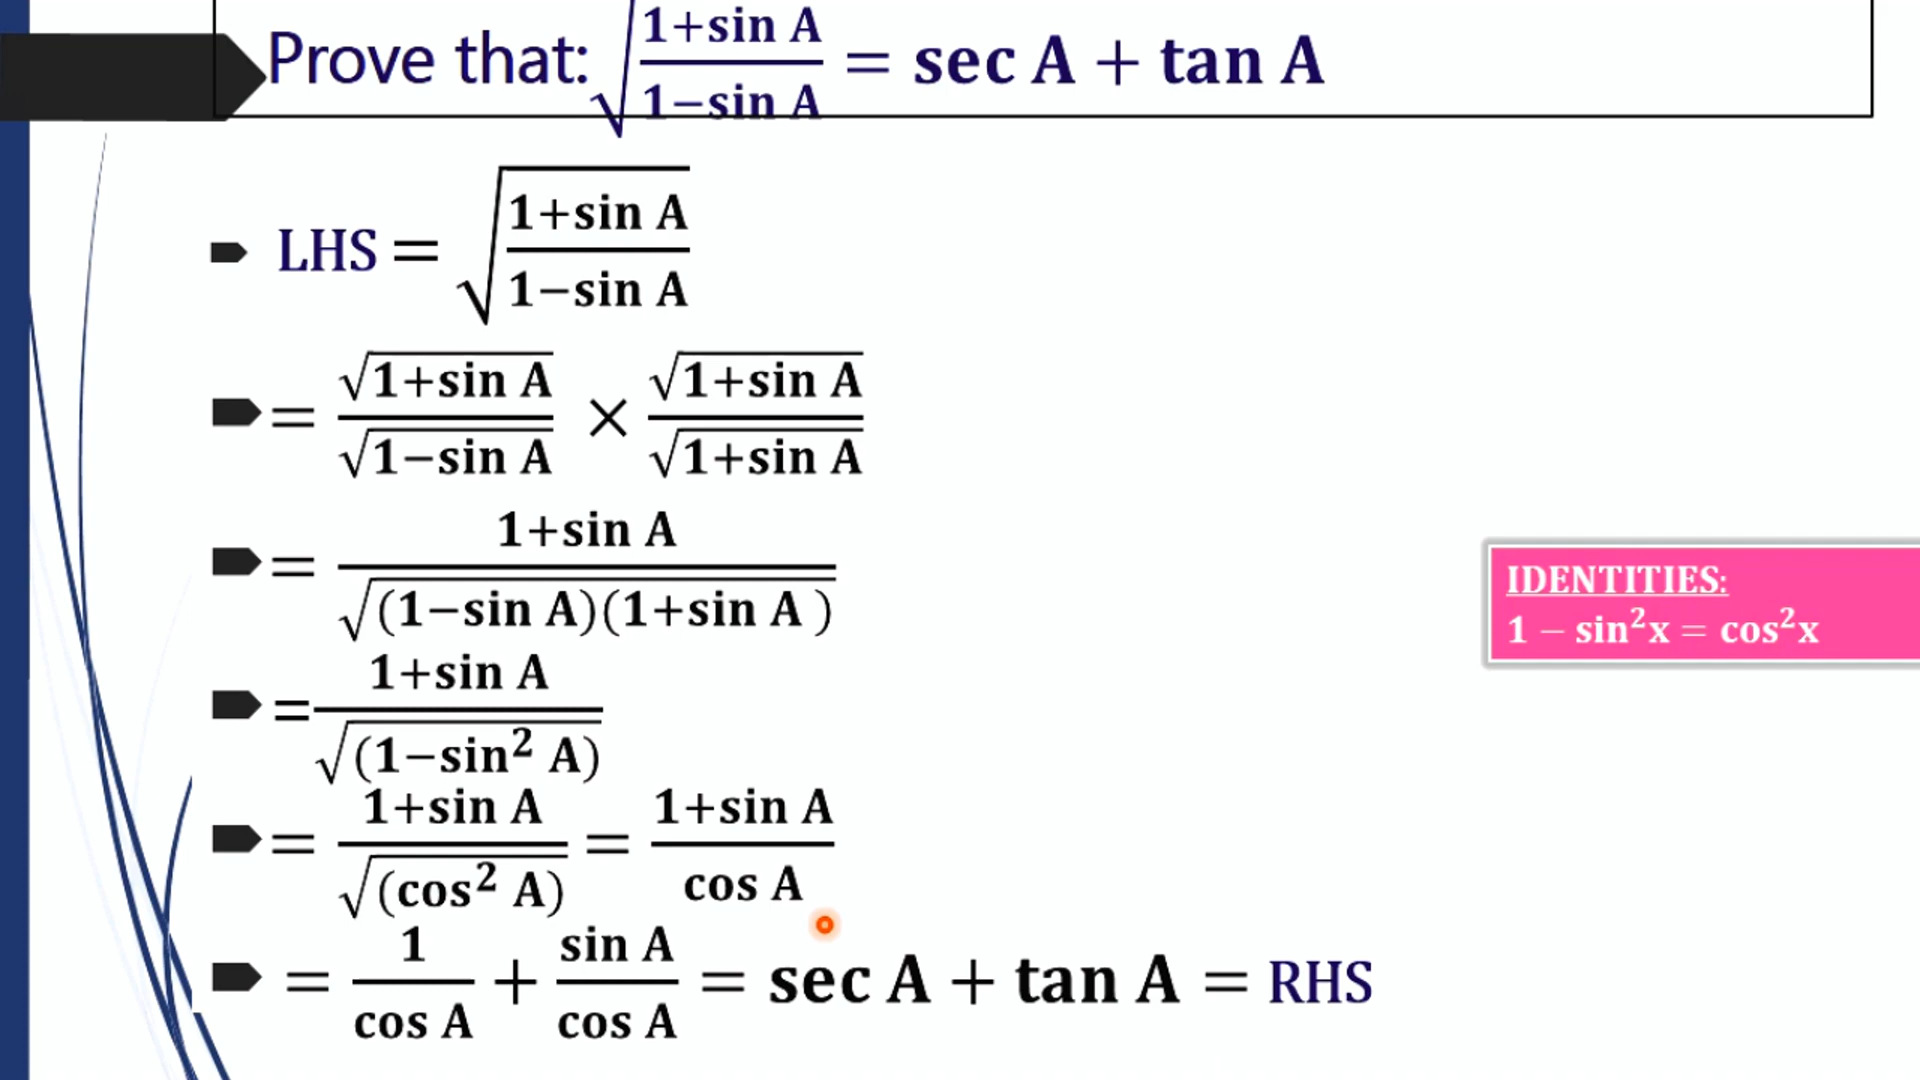 Prove that: √((1+sin A)/(1−sin A)) = sec A + tan A
LHS = √((1+sin A)/(1−sin A))
= √(1+sin A)/√(1−sin A) × √(1+sin A)/√(1+sin A)
= (1+sin A)/√((1−sin A)(1+sin A ))
= (1+sin A)/√((1−sin² A))
= (1+sin A)/√((cos² A)) = (1+sin A)/(cos A)
= 1/(cos A) + (sin A)/(cos A) = sec A + tan A = RHS
IDENTITIES:
1 − sin²x = cos²x